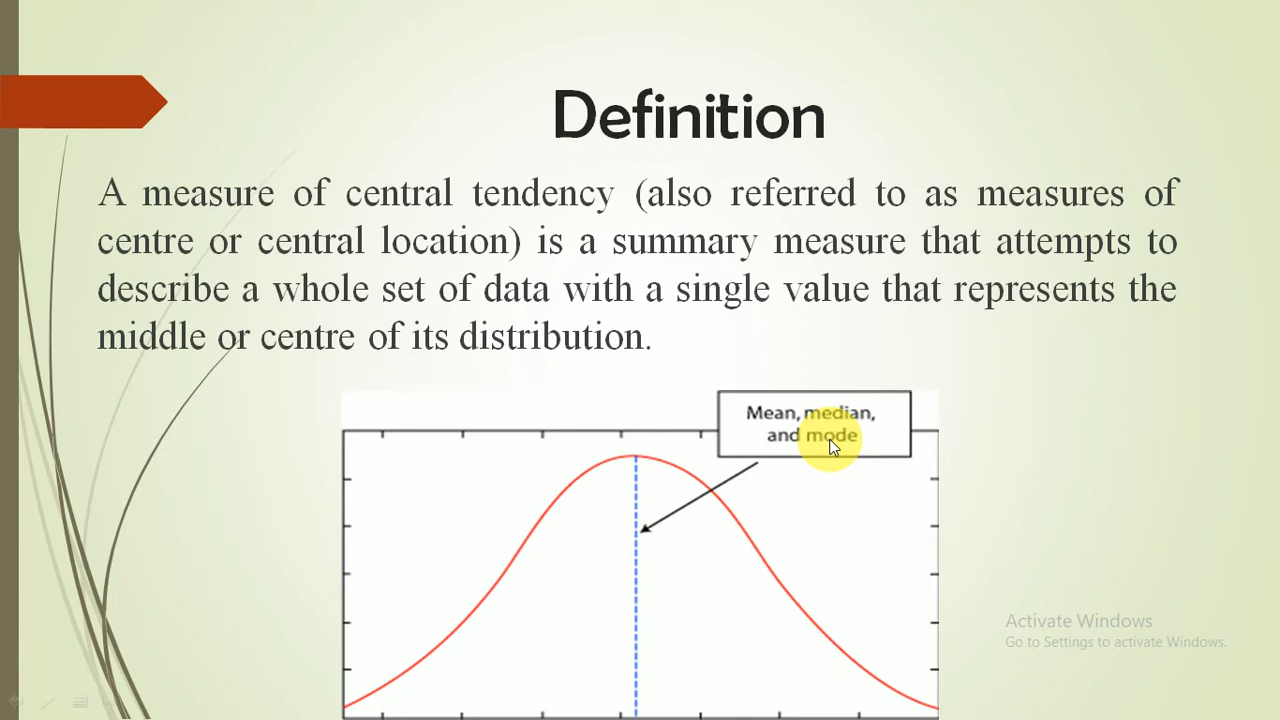 Definition
A measure of central tendency (also referred to as measures of
centre or central location) is a summary measure that attempts to
describe a whole set of data with a single value that represents the
middle or centre of its distribution.
Mean, median,
and mode
Activate Windows
Go to Settings to activate Windows.